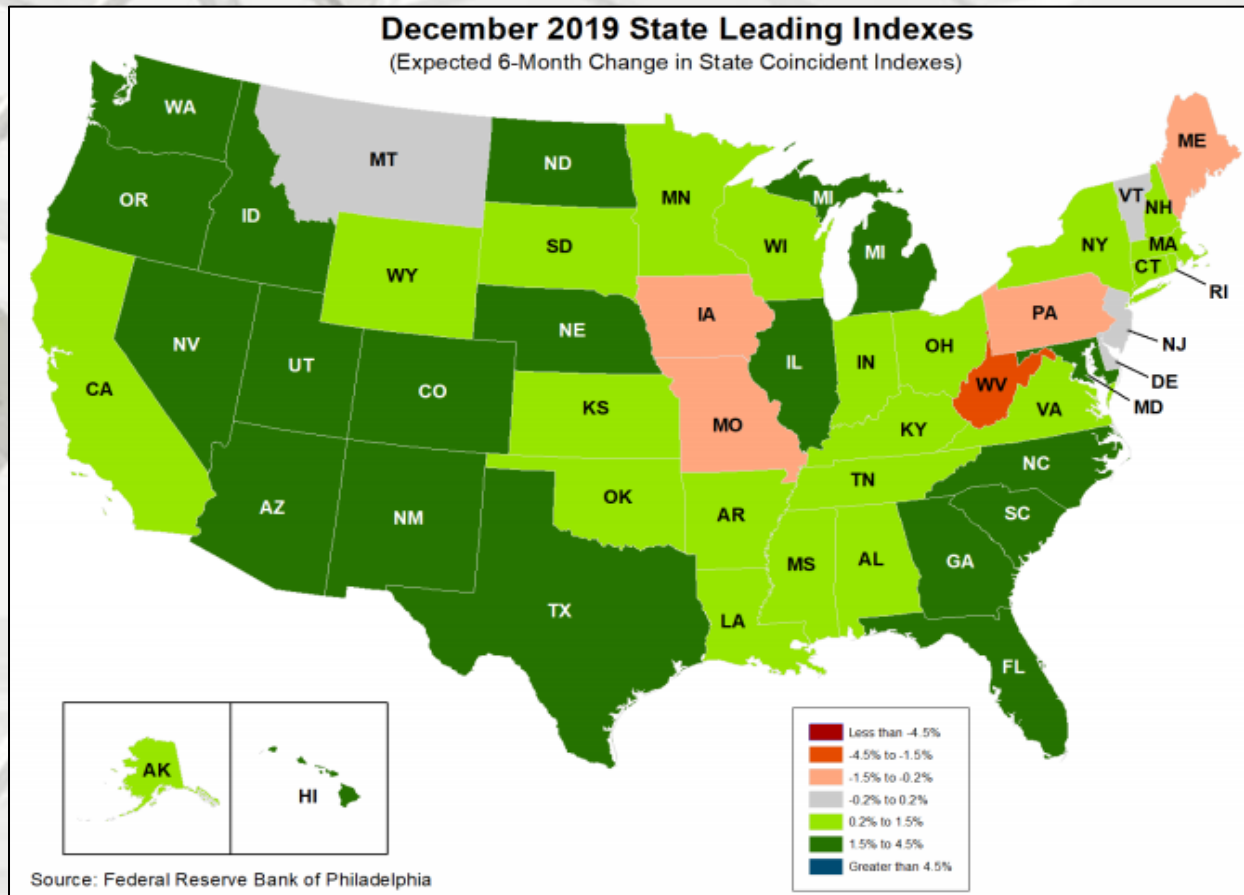 December 2019 State Leading Indexes
(Expected 6-Month Change in State Coincident Indexes)
WA
MT
ND
MN
ME
OR
ID
SD
WI
MI
MI
VT
NH
NY
MA
CT
RI
WY
IA
NE
PA
NJ
NV
UT
CO
IL
IN
OH
WV
DE
MD
CA
KS
MO
KY
VA
AZ
NM
OK
AR
TN
NC
SC
TX
LA
MS
AL
GA
FL
AK
HI
Less than -4.5%
-4.5% to -1.5%
-1.5% to -0.2%
-0.2% to 0.2%
0.2% to 1.5%
1.5% to 4.5%
Greater than 4.5%
Source: Federal Reserve Bank of Philadelphia